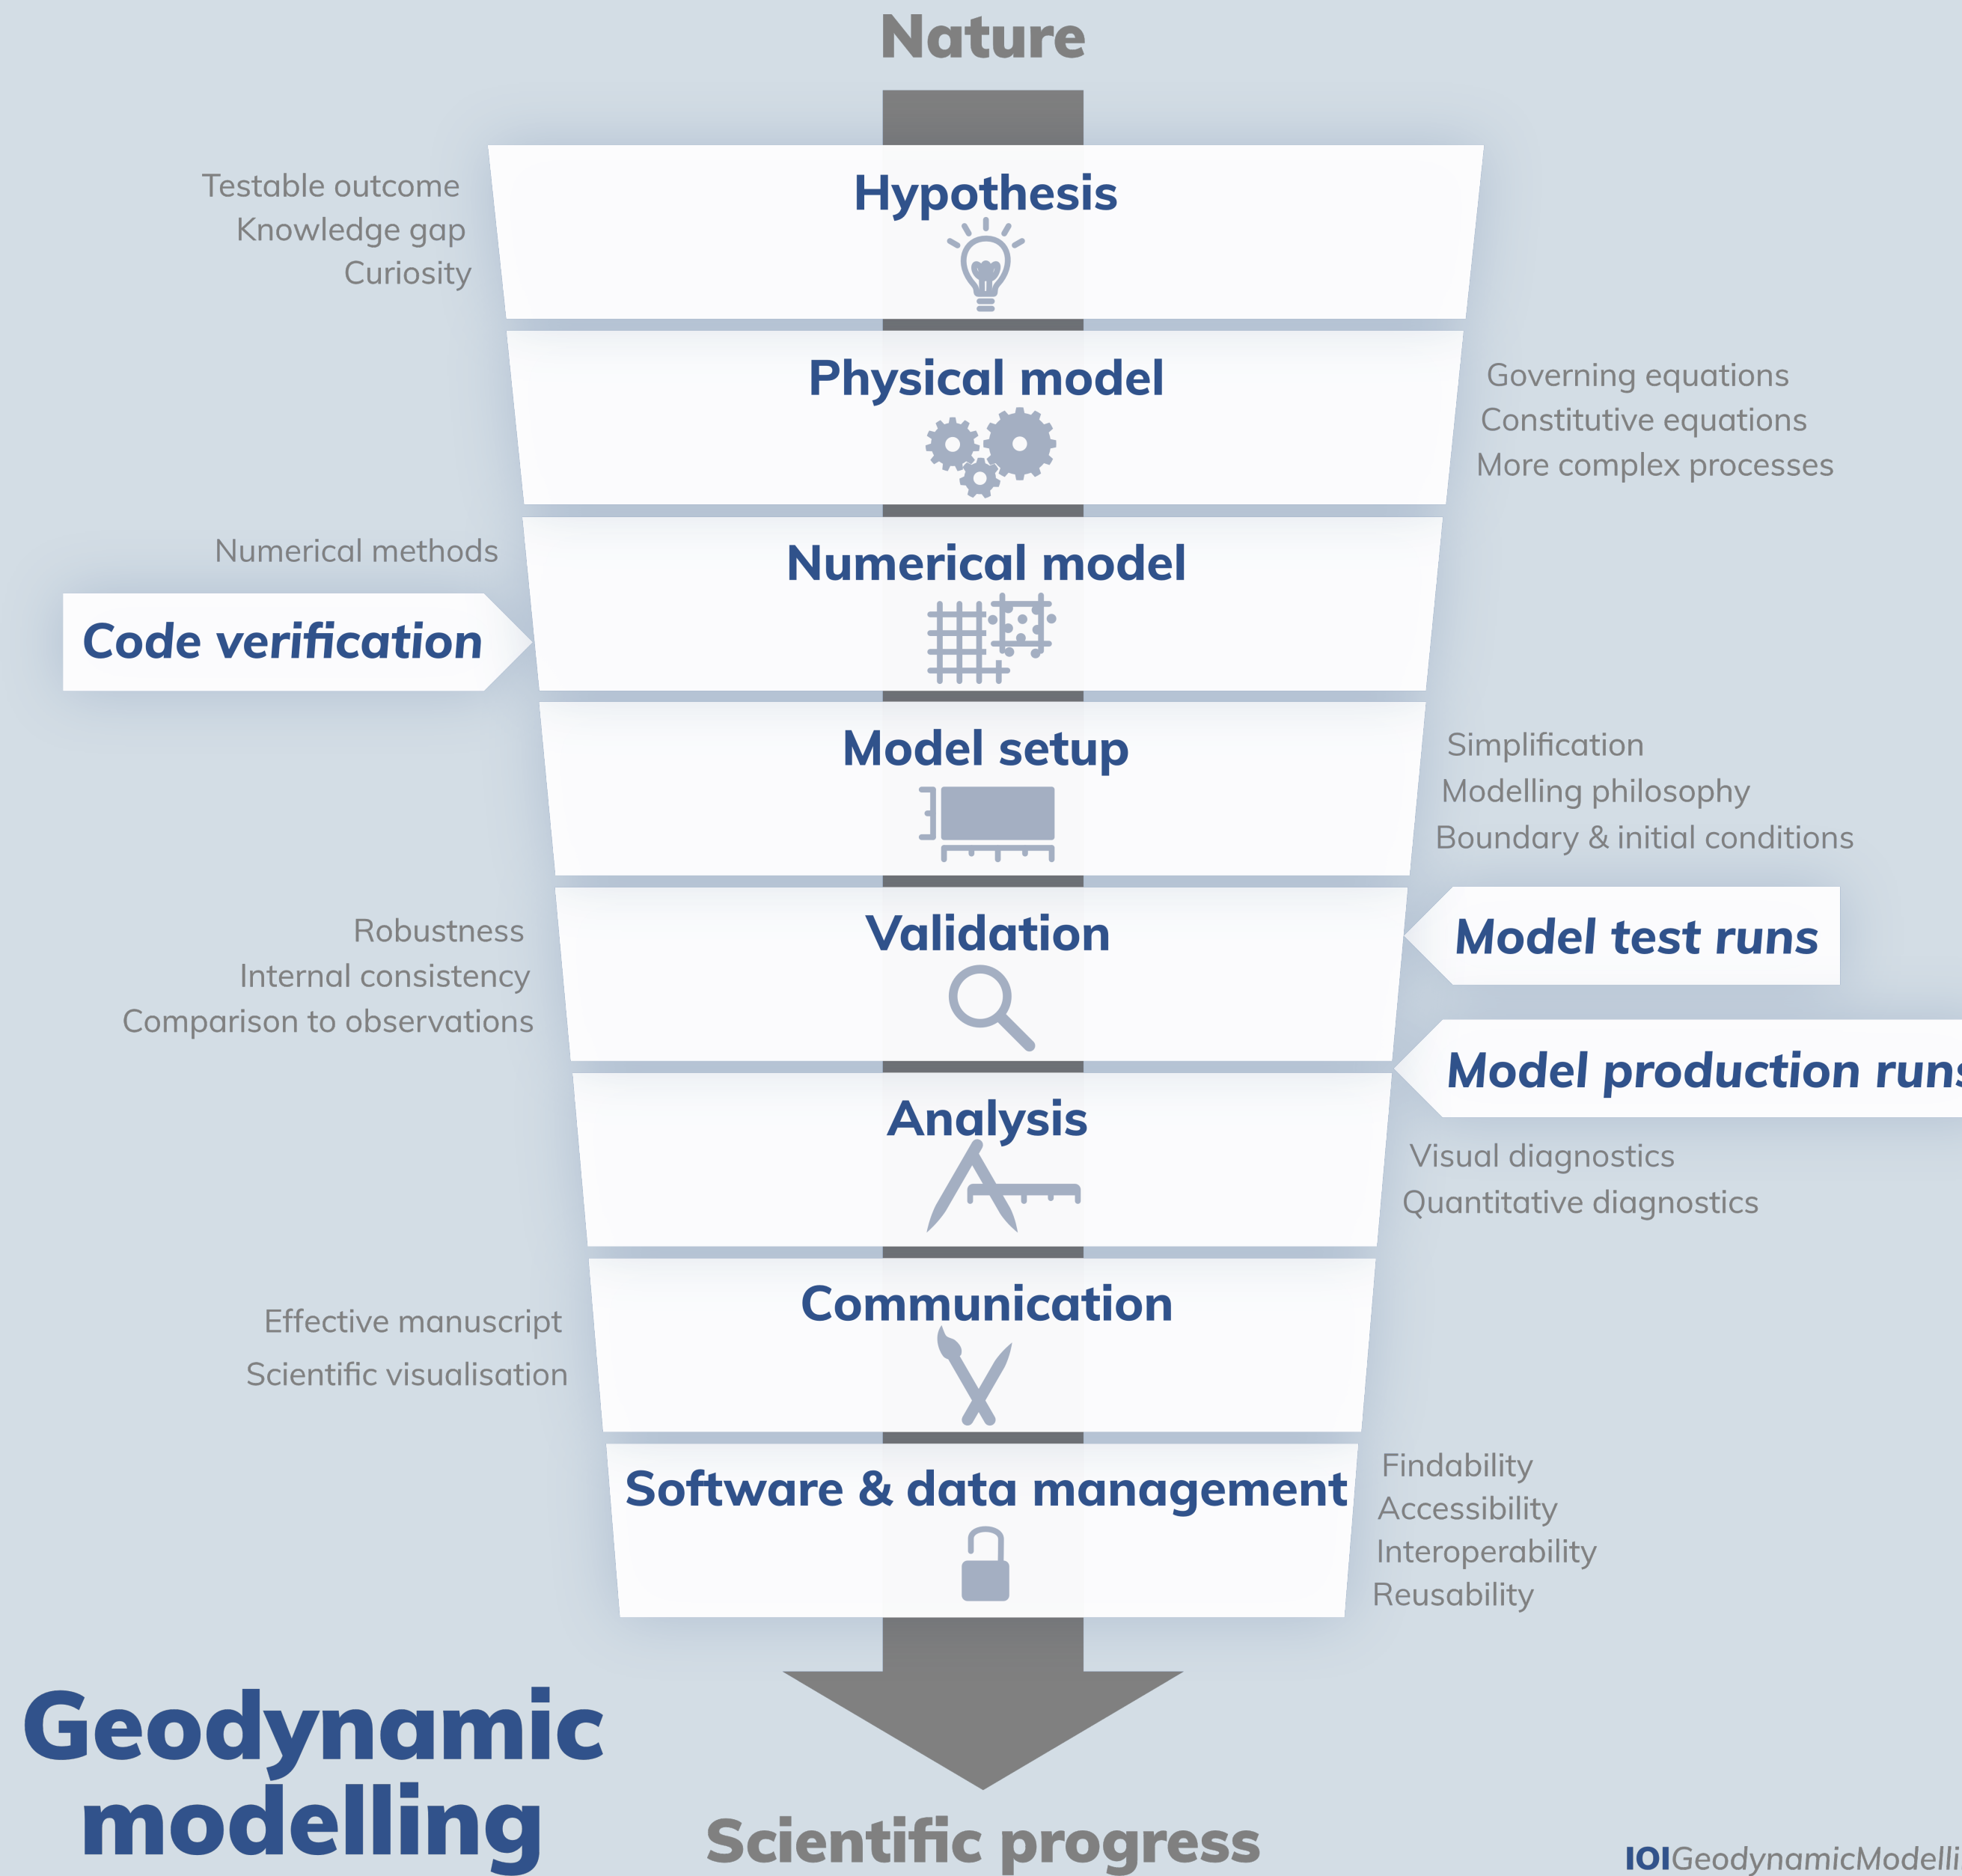 Nature
Hypothesis
Testable outcome
Knowledge gap
Curiosity
Physical model
Governing equations
Constitutive equations
More complex processes
Numerical model
Numerical methods
Code verification
Model setup
Simplification
Modelling philosophy
Boundary & initial conditions
Validation
Robustness
Internal consistency
Comparison to observations
Model test runs
Model production runs
Analysis
Visual diagnostics
Quantitative diagnostics
Communication
Effective manuscript
Scientific visualisation
Software & data management
Findability
Accessibility
Interoperability
Reusability
Geodynamic
modelling
Scientific progress
IOIGeodynamicModelli